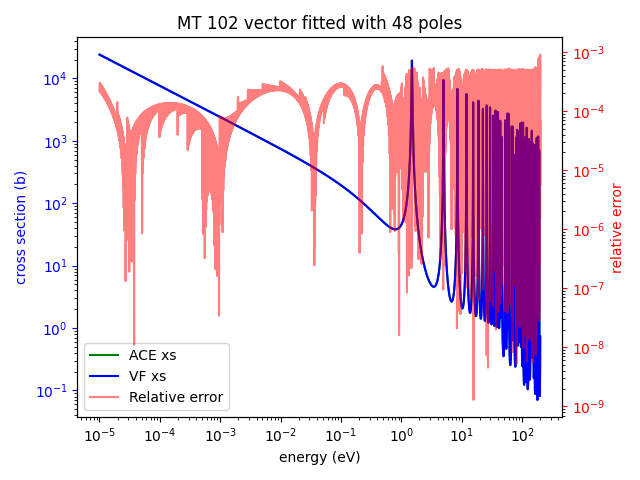 MT 102 vector fitted with 48 poles
10⁴
10³
10²
10¹
10⁰
10⁻¹
cross section (b)
10⁻³
10⁻⁴
10⁻⁵
10⁻⁶
10⁻⁷
10⁻⁸
10⁻⁹
relative error
ACE xs
VF xs
Relative error
10⁻⁵ 10⁻⁴ 10⁻³ 10⁻² 10⁻¹ 10⁰ 10¹ 10²
energy (eV)